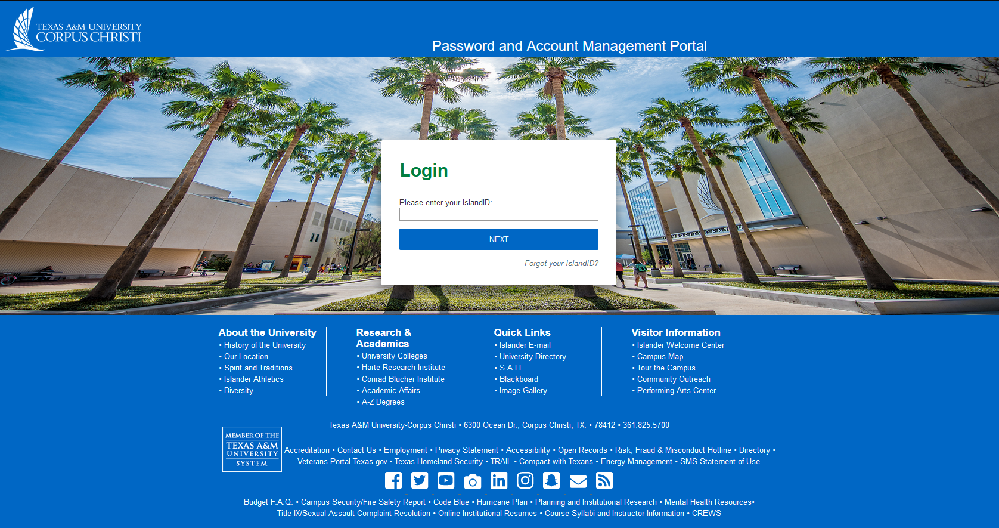 TEXAS A&M UNIVERSITY
CORPUS CHRISTI
Password and Account Management Portal
UNIVERSITY CENTER
Login
Please enter your IslandID:
NEXT
Forgot your IslandID?
About the University
• History of the University
• Our Location
• Spirit and Traditions
• Islander Athletics
• Diversity
Research &
Academics
• University Colleges
• Harte Research Institute
• Conrad Blucher Institute
• Academic Affairs
• A-Z Degrees
Quick Links
• Islander E-mail
• University Directory
• S.A.I.L.
• Blackboard
• Image Gallery
Visitor Information
• Islander Welcome Center
• Campus Map
• Tour the Campus
• Community Outreach
• Performing Arts Center
Texas A&M University-Corpus Christi • 6300 Ocean Dr., Corpus Christi, TX. • 78412 • 361.825.5700
MEMBER OF THE
TEXAS A&M
UNIVERSITY
SYSTEM
Accreditation • Contact Us • Employment • Privacy Statement • Accessibility • Open Records • Risk, Fraud & Misconduct Hotline • Directory •
Veterans Portal Texas.gov • Texas Homeland Security • TRAIL • Compact with Texans • Energy Management • SMS Statement of Use
Budget F.A.Q. • Campus Security/Fire Safety Report • Code Blue • Hurricane Plan • Planning and Institutional Research • Mental Health Resources•
Title IX/Sexual Assault Complaint Resolution • Online Institutional Resumes • Course Syllabi and Instructor Information • CREWS